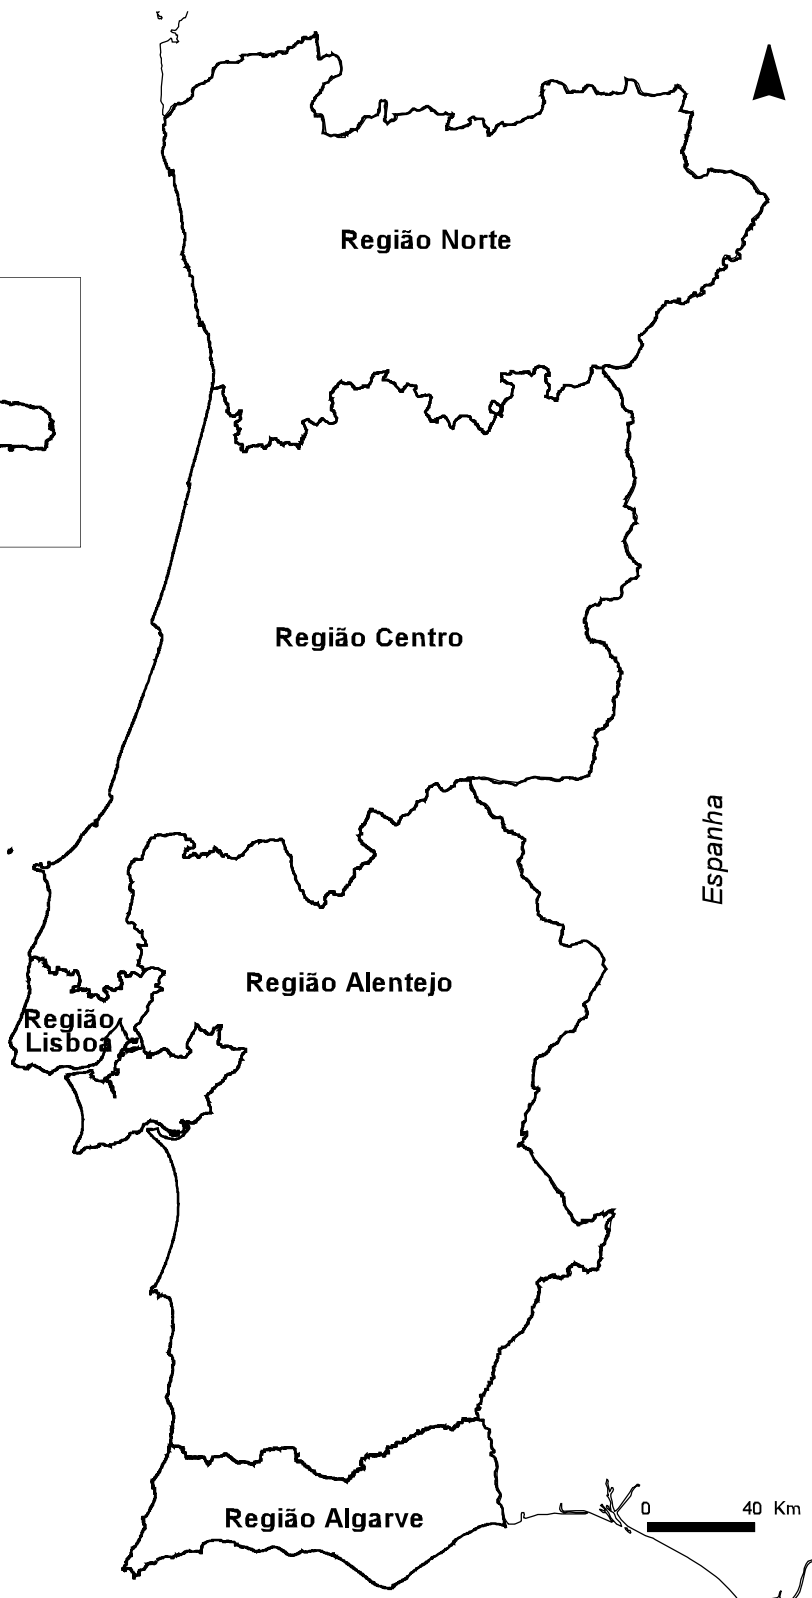 Região Norte
Região Centro
Espanha
Região Alentejo
Região
Lisboa
0 40 Km
Região Algarve